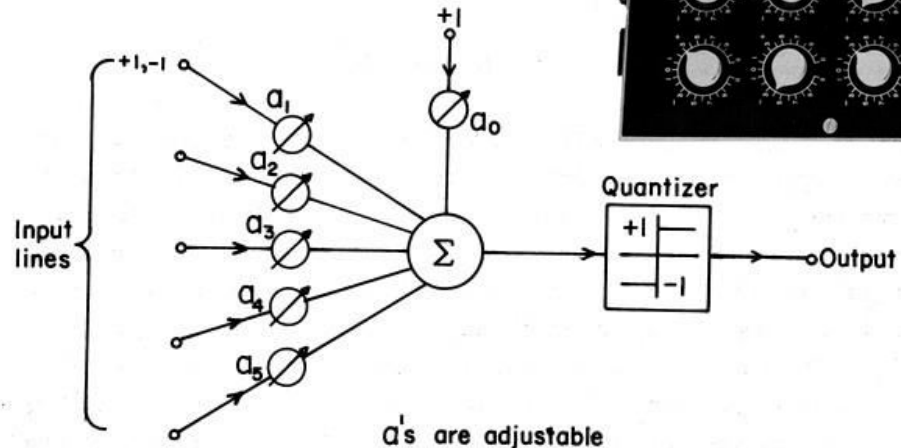 +1
+1,-1
a₁
a₀
a₂
Quantizer
+1
-1
Input
lines
a₃
Σ
Output
a₄
a₅
a's are adjustable